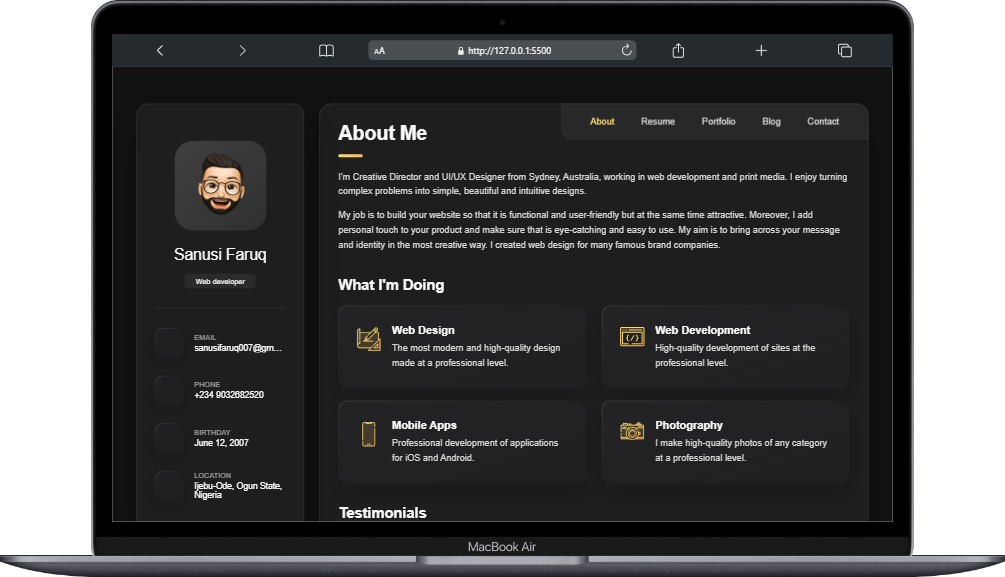 AA
http://127.0.0.1:5500
About
Resume
Portfolio
Blog
Contact
Sanusi Faruq
Web developer
EMAIL
sanusifaruq007@gm...
PHONE
+234 9032682520
BIRTHDAY
June 12, 2007
LOCATION
Ijebu-Ode, Ogun State,
Nigeria
About Me
I'm Creative Director and UI/UX Designer from Sydney, Australia, working in web development and print media. I enjoy turning
complex problems into simple, beautiful and intuitive designs.
My job is to build your website so that it is functional and user-friendly but at the same time attractive. Moreover, I add
personal touch to your product and make sure that is eye-catching and easy to use. My aim is to bring across your message
and identity in the most creative way. I created web design for many famous brand companies.
What I'm Doing
Web Design
The most modern and high-quality design
made at a professional level.
Web Development
High-quality development of sites at the
professional level.
Mobile Apps
Professional development of applications
for iOS and Android.
Photography
I make high-quality photos of any category
at a professional level.
Testimonials
MacBook Air